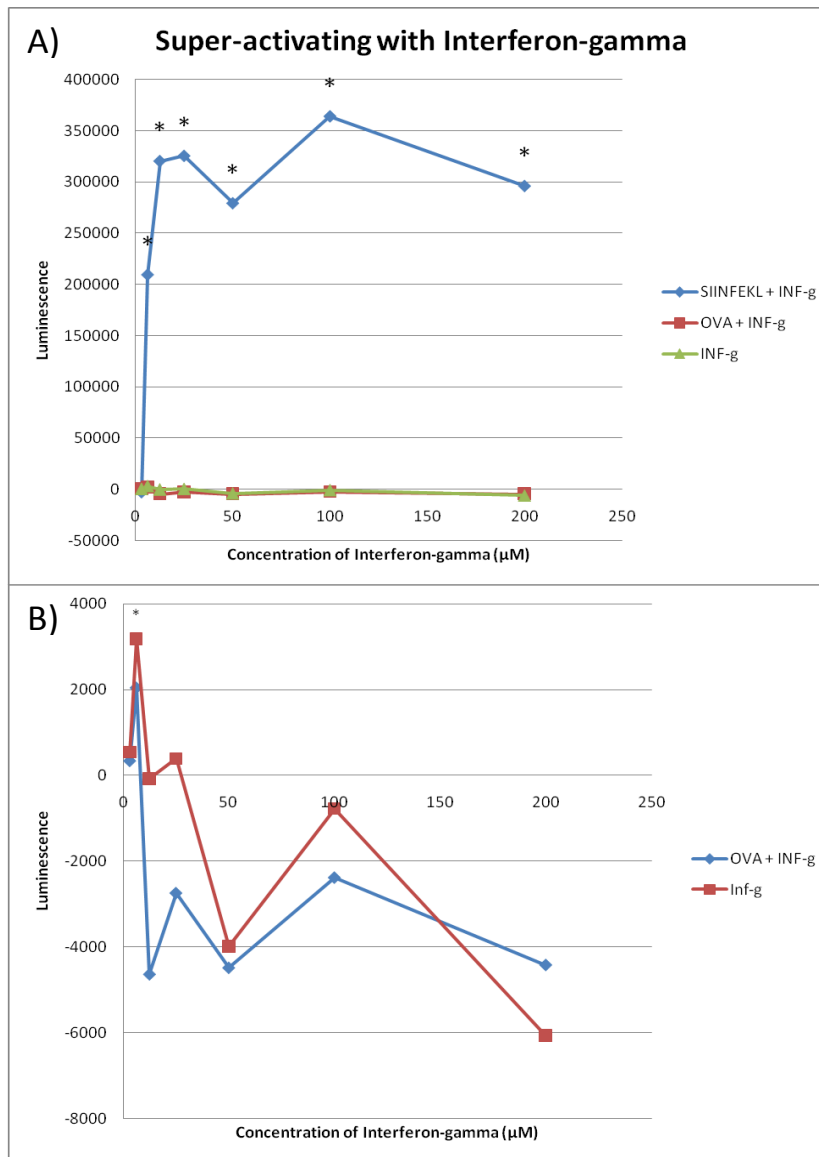 A)
Super-activating with Interferon-gamma
400000
350000
300000
250000
200000
150000
100000
50000
0
-50000
Luminescence
* * * * * *
0 50 100 150 200 250
Concentration of Interferon-gamma (µM)
SIINFEKL + INF-g
OVA + INF-g
INF-g
B)
4000
2000
0
-2000
-4000
-6000
-8000
Luminescence
*
0 50 100 150 200 250
Concentration of Interferon-gamma (µM)
OVA + INF-g
Inf-g